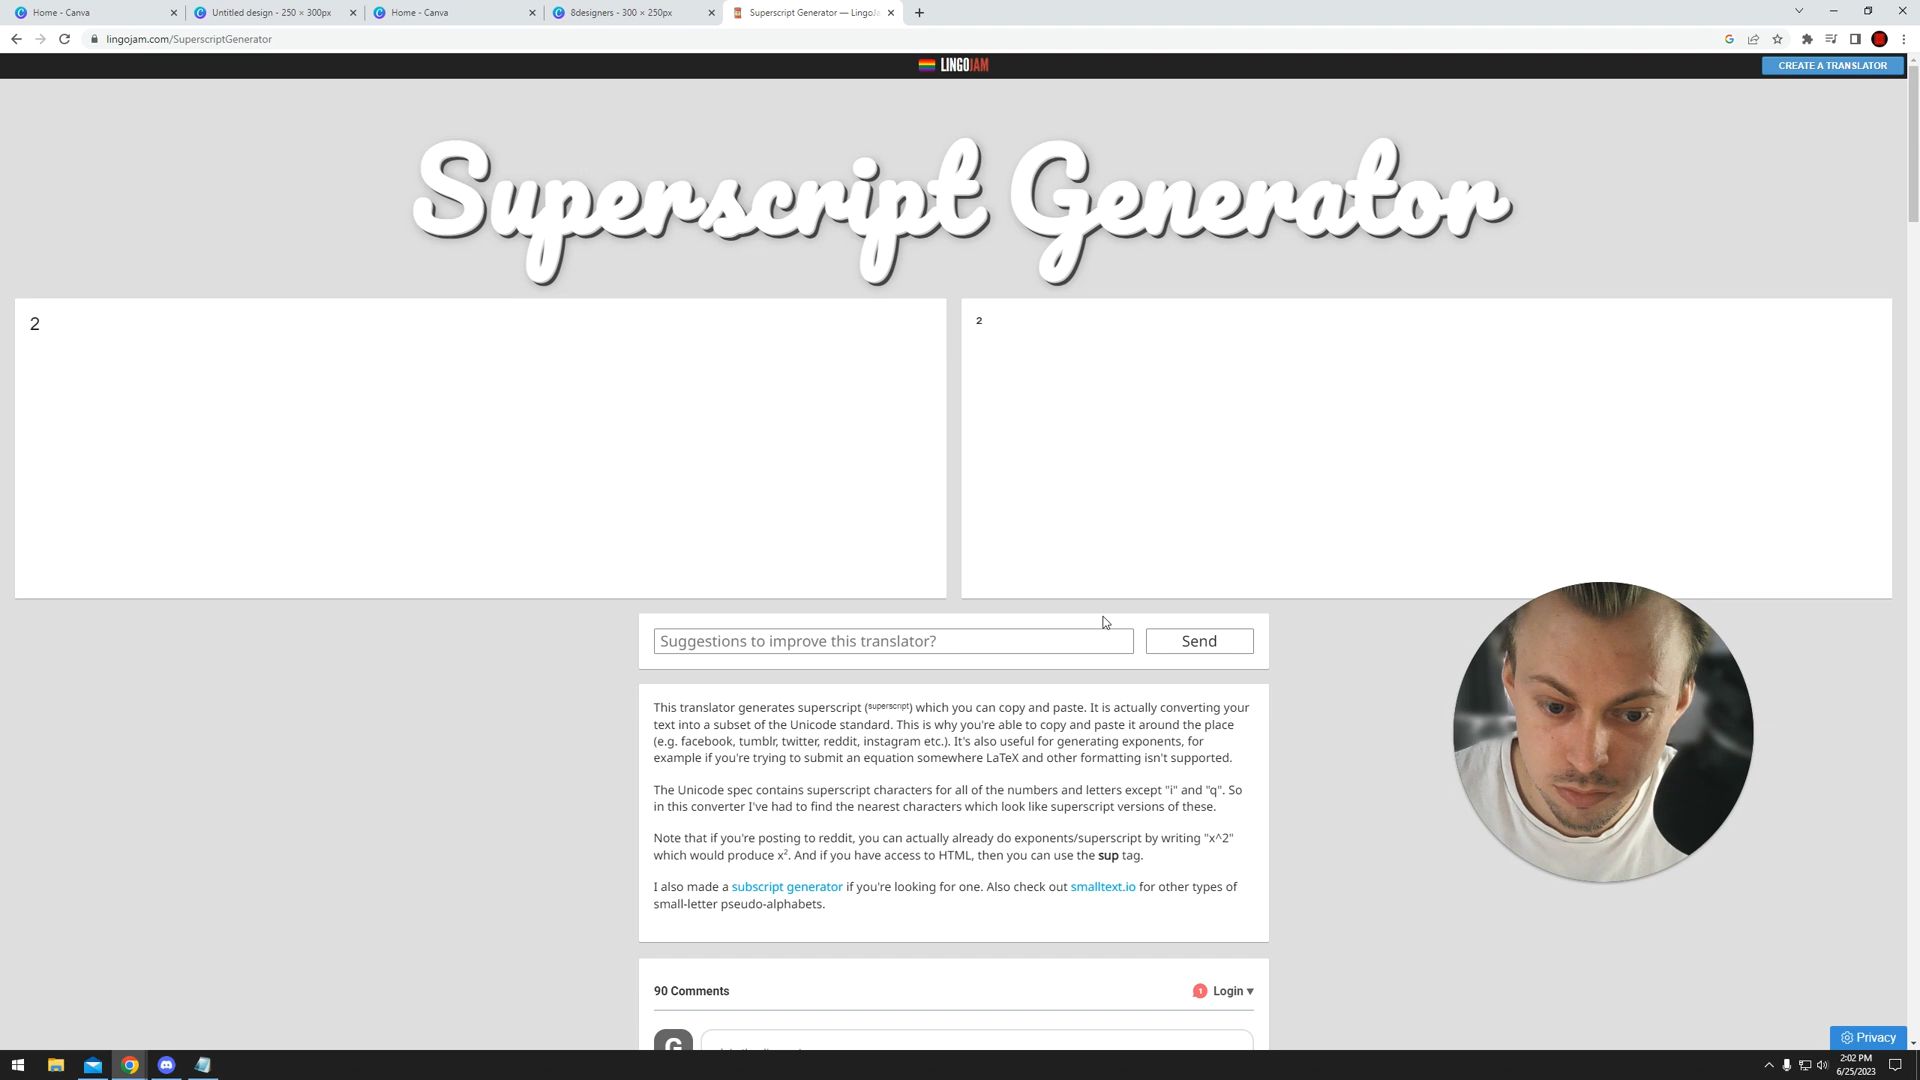 Home - Canva
Untitled design - 250 × 300px
Home - Canva
8designers - 300 × 250px
Superscript Generator — LingoJa
lingojam.com/SuperscriptGenerator
LINGOJAM
CREATE A TRANSLATOR
Superscript Generator
2
²
Suggestions to improve this translator?
Send
This translator generates superscript (ˢᵘᵖᵉʳˢᶜʳᶦᵖᵗ) which you can copy and paste. It is actually converting your
text into a subset of the Unicode standard. This is why you're able to copy and paste it around the place
(e.g. facebook, tumblr, twitter, reddit, instagram etc.). It's also useful for generating exponents, for
example if you're trying to submit an equation somewhere LaTeX and other formatting isn't supported.
The Unicode spec contains superscript characters for all of the numbers and letters except "i" and "q". So
in this converter I've had to find the nearest characters which look like superscript versions of these.
Note that if you're posting to reddit, you can actually already do exponents/superscript by writing "x^2"
which would produce x². And if you have access to HTML, then you can use the sup tag.
I also made a subscript generator if you're looking for one. Also check out smalltext.io for other types of
small-letter pseudo-alphabets.
90 Comments
1
Login
G
Privacy
2:02 PM
6/25/2023